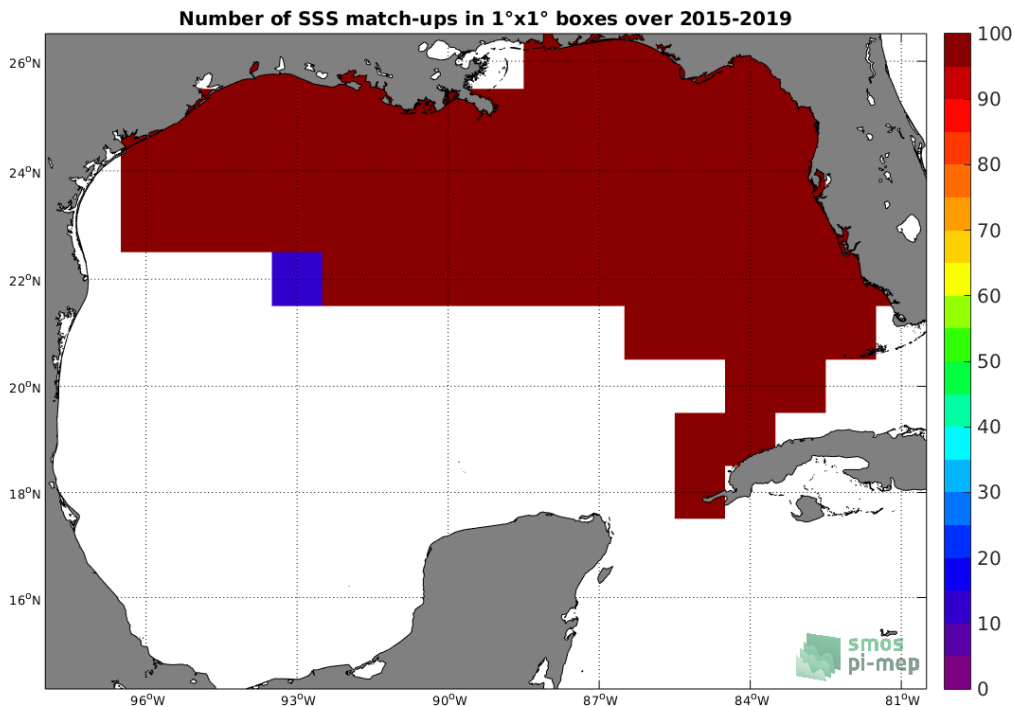 Number of SSS match-ups in 1°x1° boxes over 2015-2019
26°N
24°N
22°N
20°N
18°N
16°N
96°W
93°W
90°W
87°W
84°W
81°W
100
90
80
70
60
50
40
30
20
10
0
smos
pi-mep